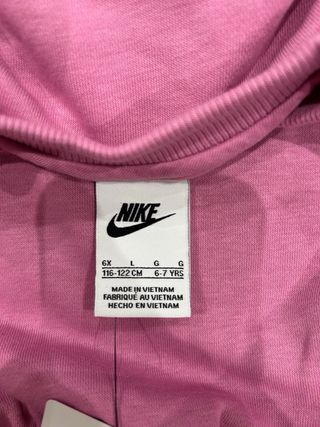 NIKE
6X L G G
116-122 CM 6-7 YRS
MADE IN VIETNAM
FABRIQUÉ AU VIETNAM
HECHO EN VIETNAM